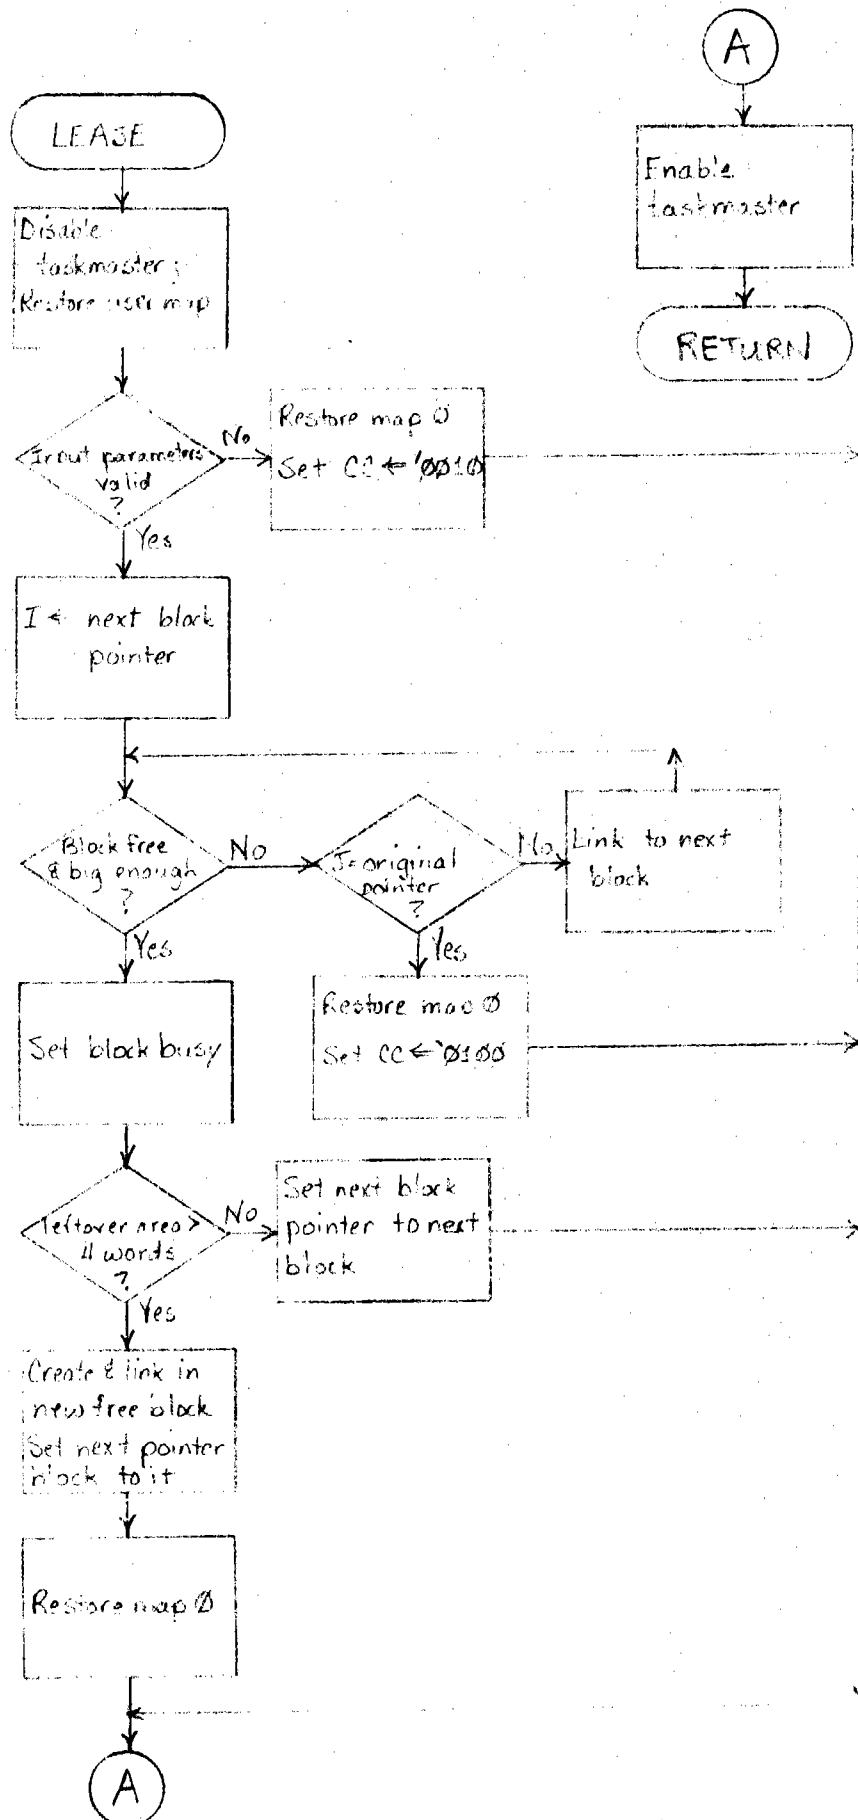 LEASE
Disable
taskmaster;
Restore user map
Input parameters
valid
?
No
Restore map Ø
Set CC ← 'ØØ1Ø
Yes
I ← next block
pointer
Block free
& big enough
?
No
I=original
pointer
?
No
Link to next
block
Yes
Yes
Set block busy
Restore map Ø
Set CC ← 'Ø1ØØ
leftover area >
4 words
?
No
Set next block
pointer to next
block
Yes
Create & link in
new free block
Set next pointer
block to it
Restore map Ø
A
A
Enable
taskmaster
RETURN